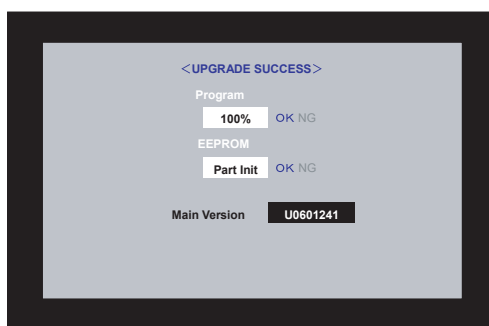 ＜UPGRADE SUCCESS＞
Program
100% OK NG
EEPROM
Part Init OK NG
Main Version U0601241